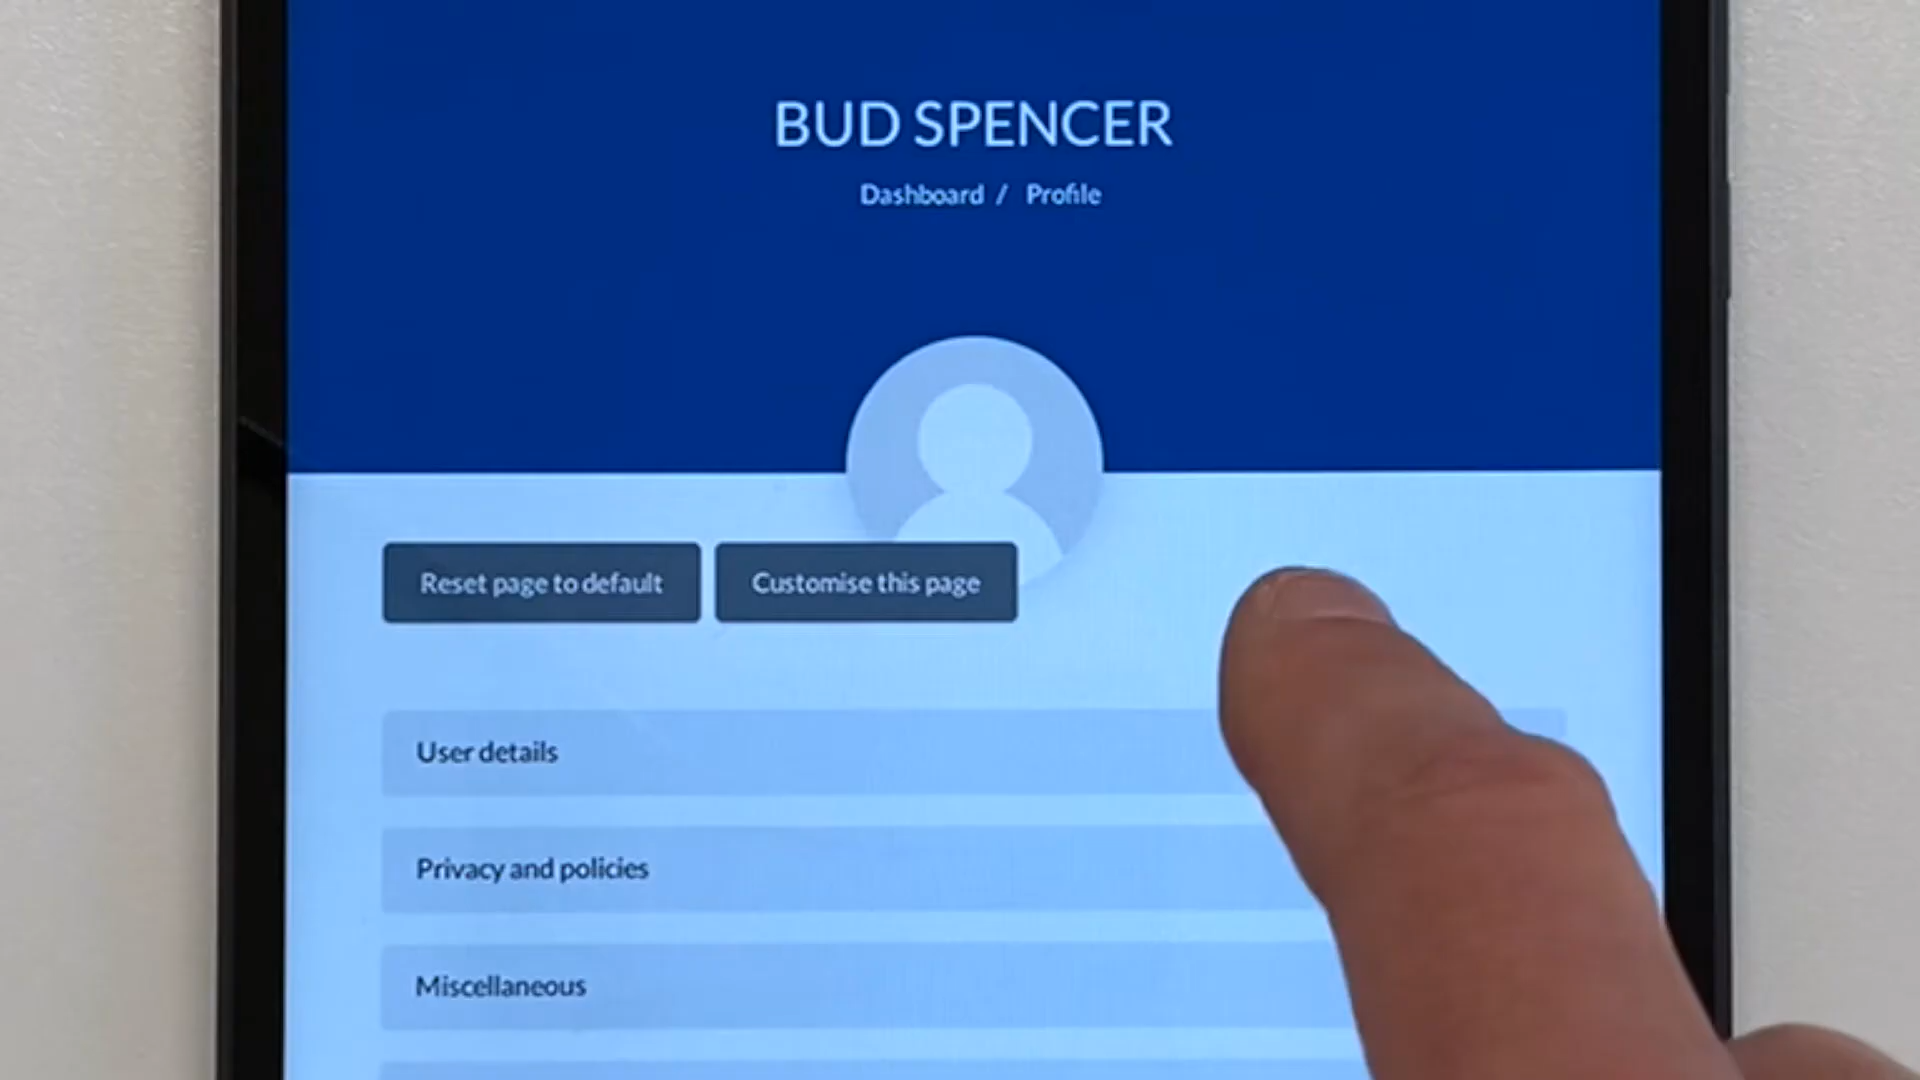 BUD SPENCER
Dashboard / Profile
Reset page to default
Customise this page
User details
Privacy and policies
Miscellaneous